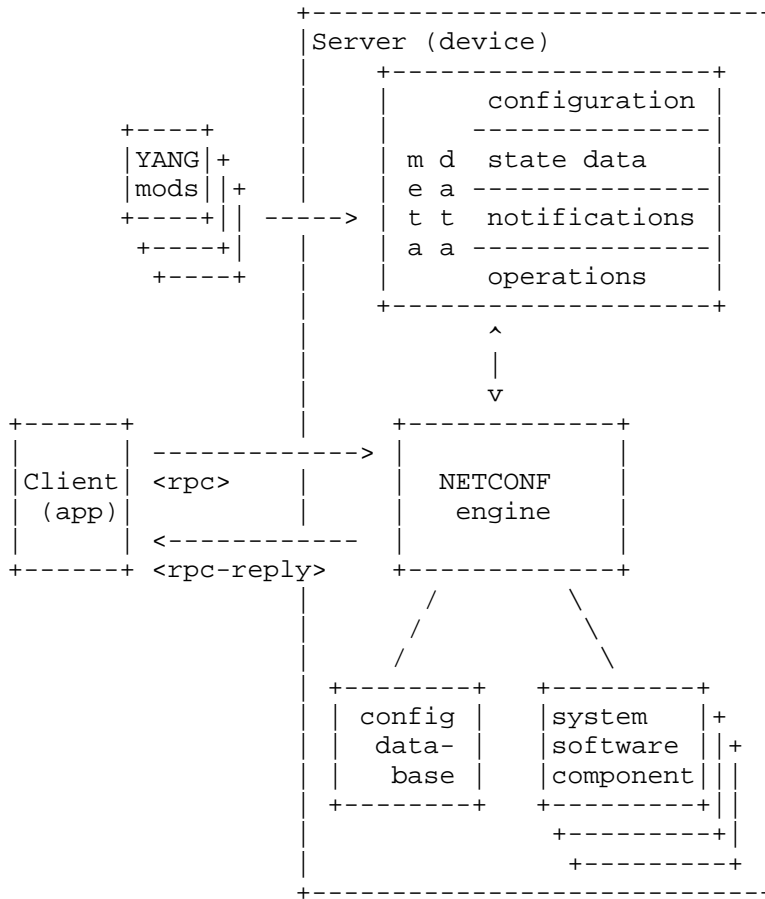 Server (device)
configuration
YANG
mods
m d state data
e a
t t notifications
a a
operations
Client <rpc> NETCONF
(app) engine
<rpc-reply>
config system
data- software
base component